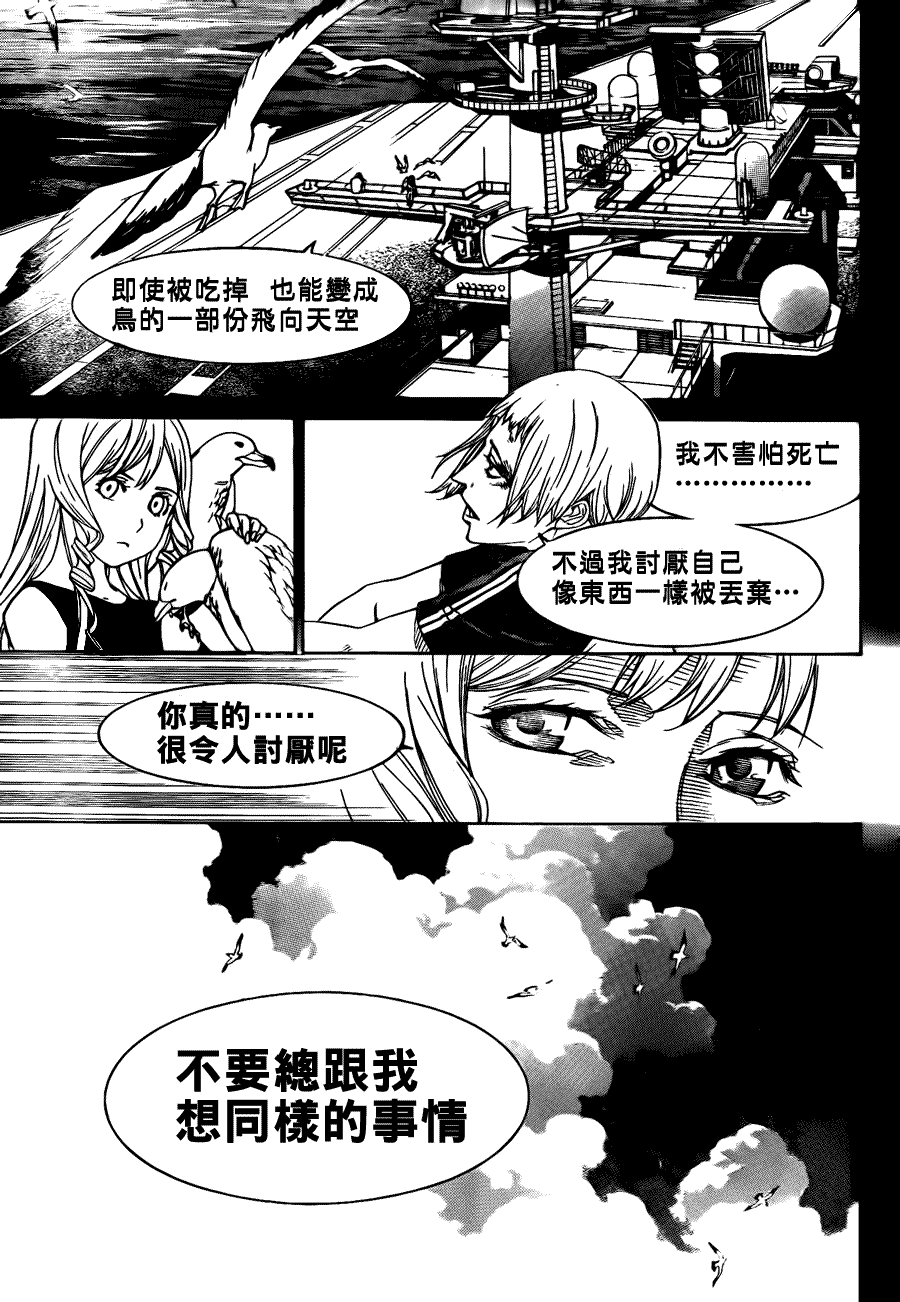 即使被吃掉 也能變成
鳥的一部份飛向天空
我不害怕死亡
……………
不過我討厭自己
像東西一樣被丟棄…
你真的……
很令人討厭呢
不要總跟我
想同樣的事情